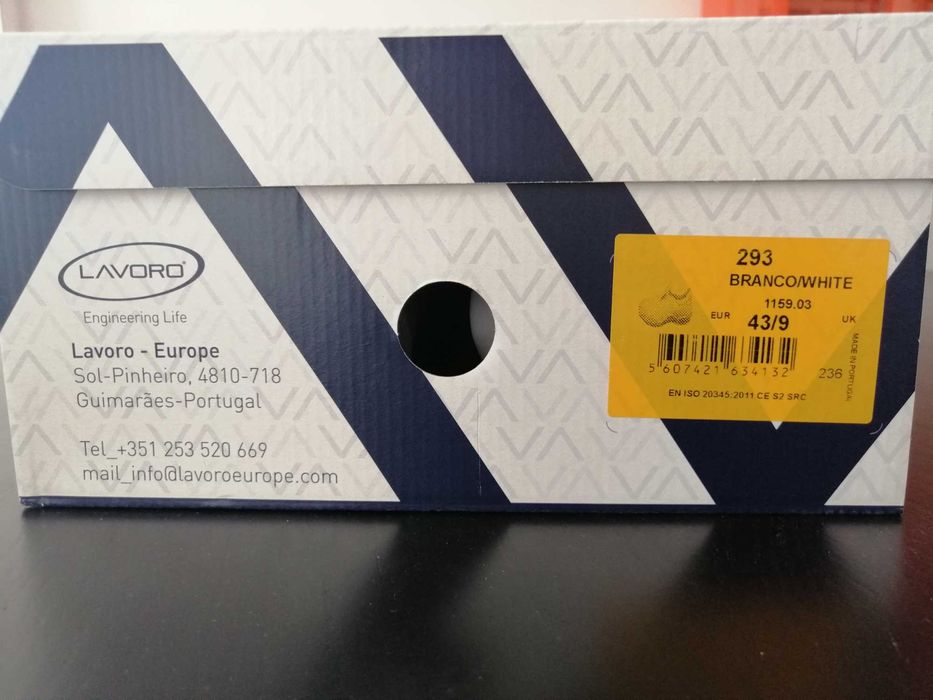 LAVORO®
Engineering Life
Lavoro - Europe
Sol-Pinheiro, 4810-718
Guimarães-Portugal
Tel_+351 253 520 669
mail_info@lavoroeurope.com
293
BRANCO/WHITE
1159.03
EUR 43/9 UK
5 607421 634132
236
MADE IN PORTUGAL
EN ISO 20345:2011 CE S2 SRC